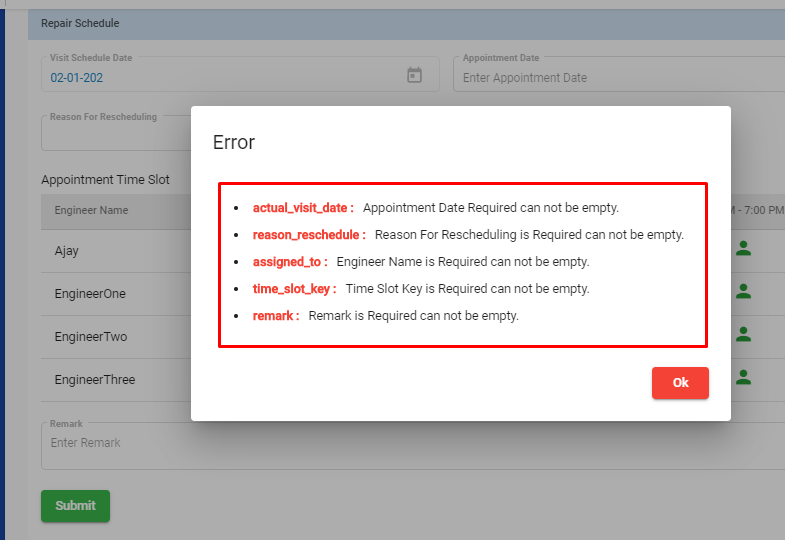 Repair Schedule
Visit Schedule Date
02-01-202
Appointment Date
Enter Appointment Date
Reason For Rescheduling
Error
actual_visit_date : Appointment Date Required can not be empty.
reason_reschedule : Reason For Rescheduling is Required can not be empty.
assigned_to : Engineer Name is Required can not be empty.
time_slot_key : Time Slot Key is Required can not be empty.
remark : Remark is Required can not be empty.
Ok
Appointment Time Slot
Engineer Name
M - 7:00 PM
Ajay
EngineerOne
EngineerTwo
EngineerThree
Remark
Enter Remark
Submit